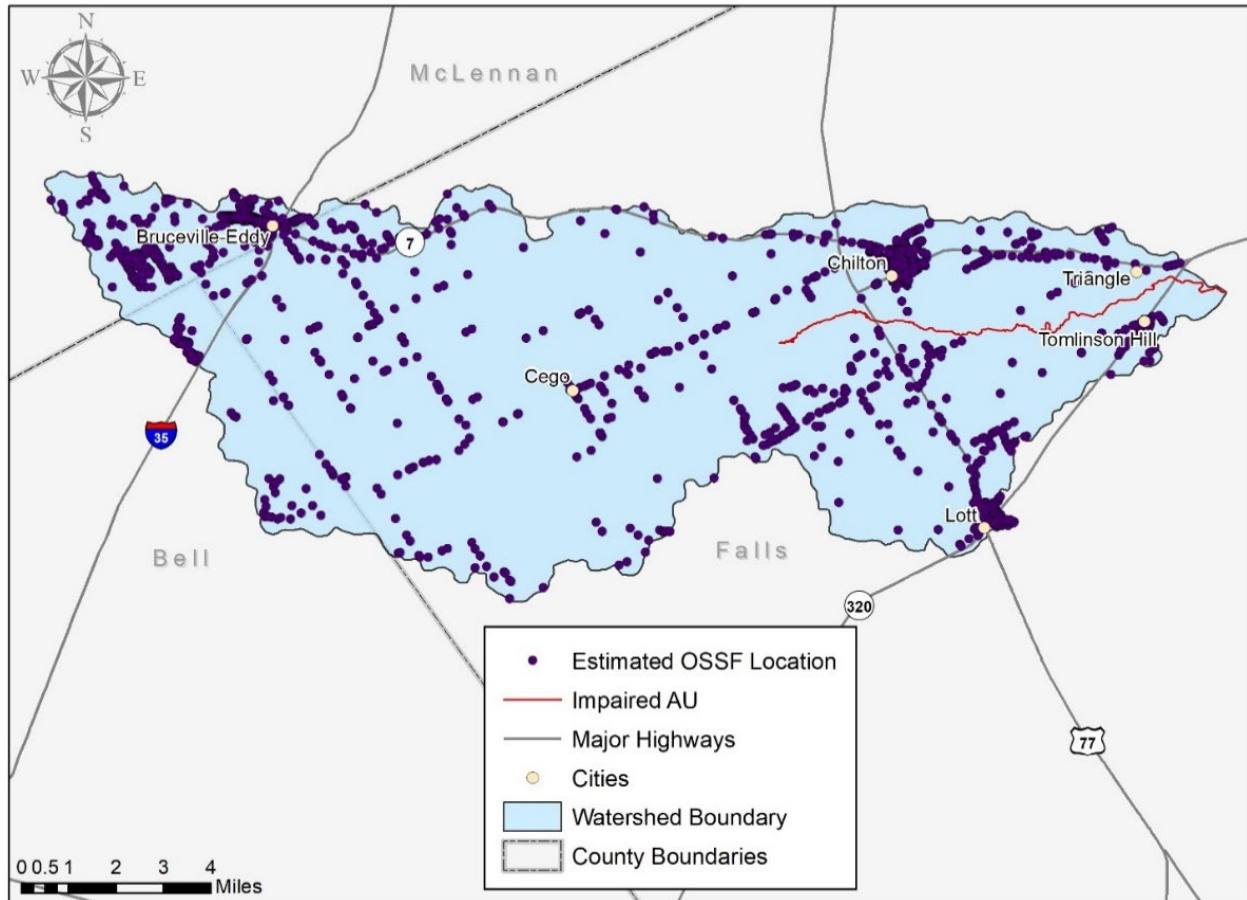 N
W E
S
McLennan
Bruceville-Eddy
7
Chilton
Triangle
Tomlinson Hill
Cego
35
Lott
Bell
Falls
320
77
Estimated OSSF Location
Impaired AU
Major Highways
Cities
Watershed Boundary
County Boundaries
0 0.5 1 2 3 4
Miles